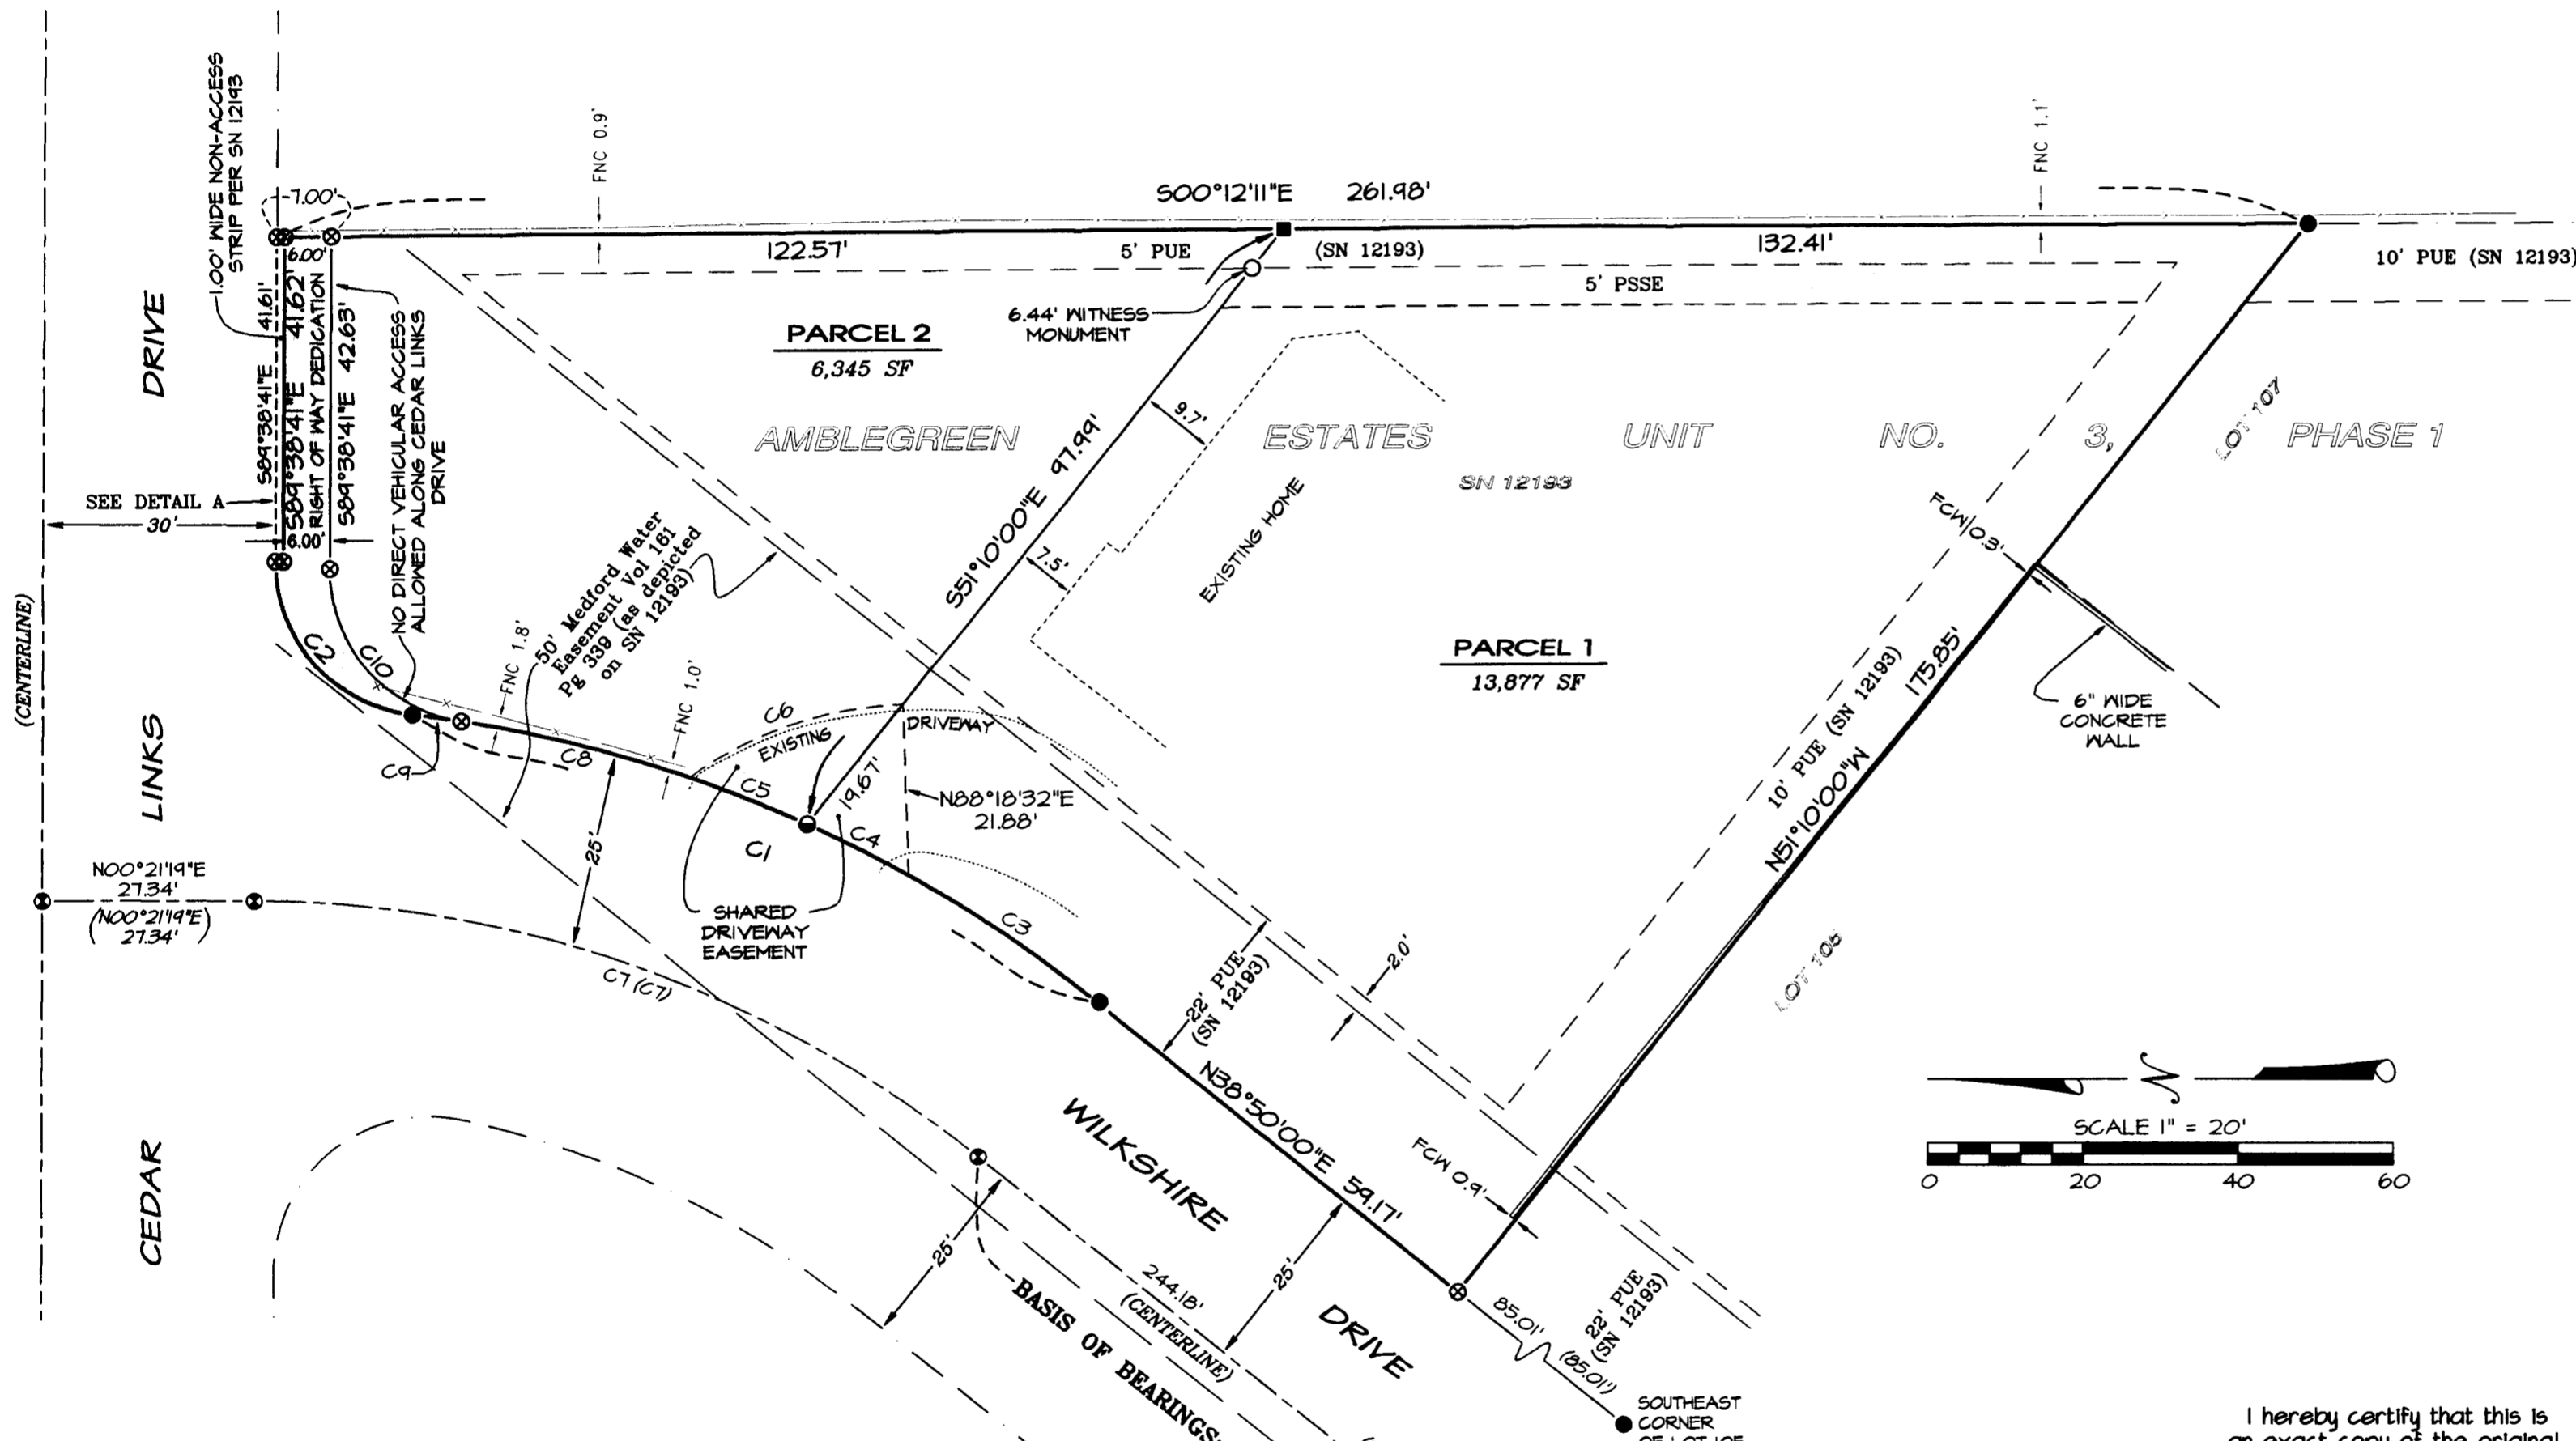 1.00' WIDE NON-ACCESS
STRIP PER SN 12193
7.00'
FNC 0.9'
S00°12'11"E 261.98'
FNC 1.1'
122.57'
5' PUE
(SN 12193)
132.41'
10' PUE (SN 12193)
5' PSSE
6.44' WITNESS
MONUMENT
PARCEL 2
6,345 SF
6.00'
S89°38'41"E 41.61'
S89°38'41"E 41.62'
RIGHT OF WAY DEDICATION
S89°38'41"E 42.63'
NO DIRECT VEHICULAR ACCESS
ALLOWED ALONG CEDAR LINKS
DRIVE
SEE DETAIL A
30'
6.00'
AMBLEGREEN ESTATES UNIT NO. 3, PHASE 1
SN 12193
LOT 107
S51°10'00"E 97.99'
9.7'
7.5'
EXISTING HOME
FCW 0.3'
50' Medford Water
Easement Vol 161
Pg 339 (as depicted
on SN 12193)
PARCEL 1
13,877 SF
6" WIDE
CONCRETE
WALL
N51°10'00"W 175.85'
10' PUE (SN 12193)
(CENTERLINE)
C2
C10
FNC 1.8'
FNC 1.0'
C6
EXISTING
DRIVEWAY
C9
C8
C5
19.67'
N88°18'32"E
21.88'
C4
C1
25'
SHARED
DRIVEWAY
EASEMENT
C3
N00°21'19"E
27.34'
(N00°21'19"E)
27.34'
C7 (C7)
22' PUE
(SN 12193)
2.0'
N38°50'00"E 59.17'
FCW 0.9'
CEDAR LINKS DRIVE
WILKSHIRE DRIVE
25'
25'
BASIS OF BEARINGS
244.18'
(CENTERLINE)
85.01'
(85.01')
22' PUE
(SN 12193)
SCALE 1" = 20'
0 20 40 60
SOUTHEAST
CORNER
I hereby certify that this is
an exact copy of the original